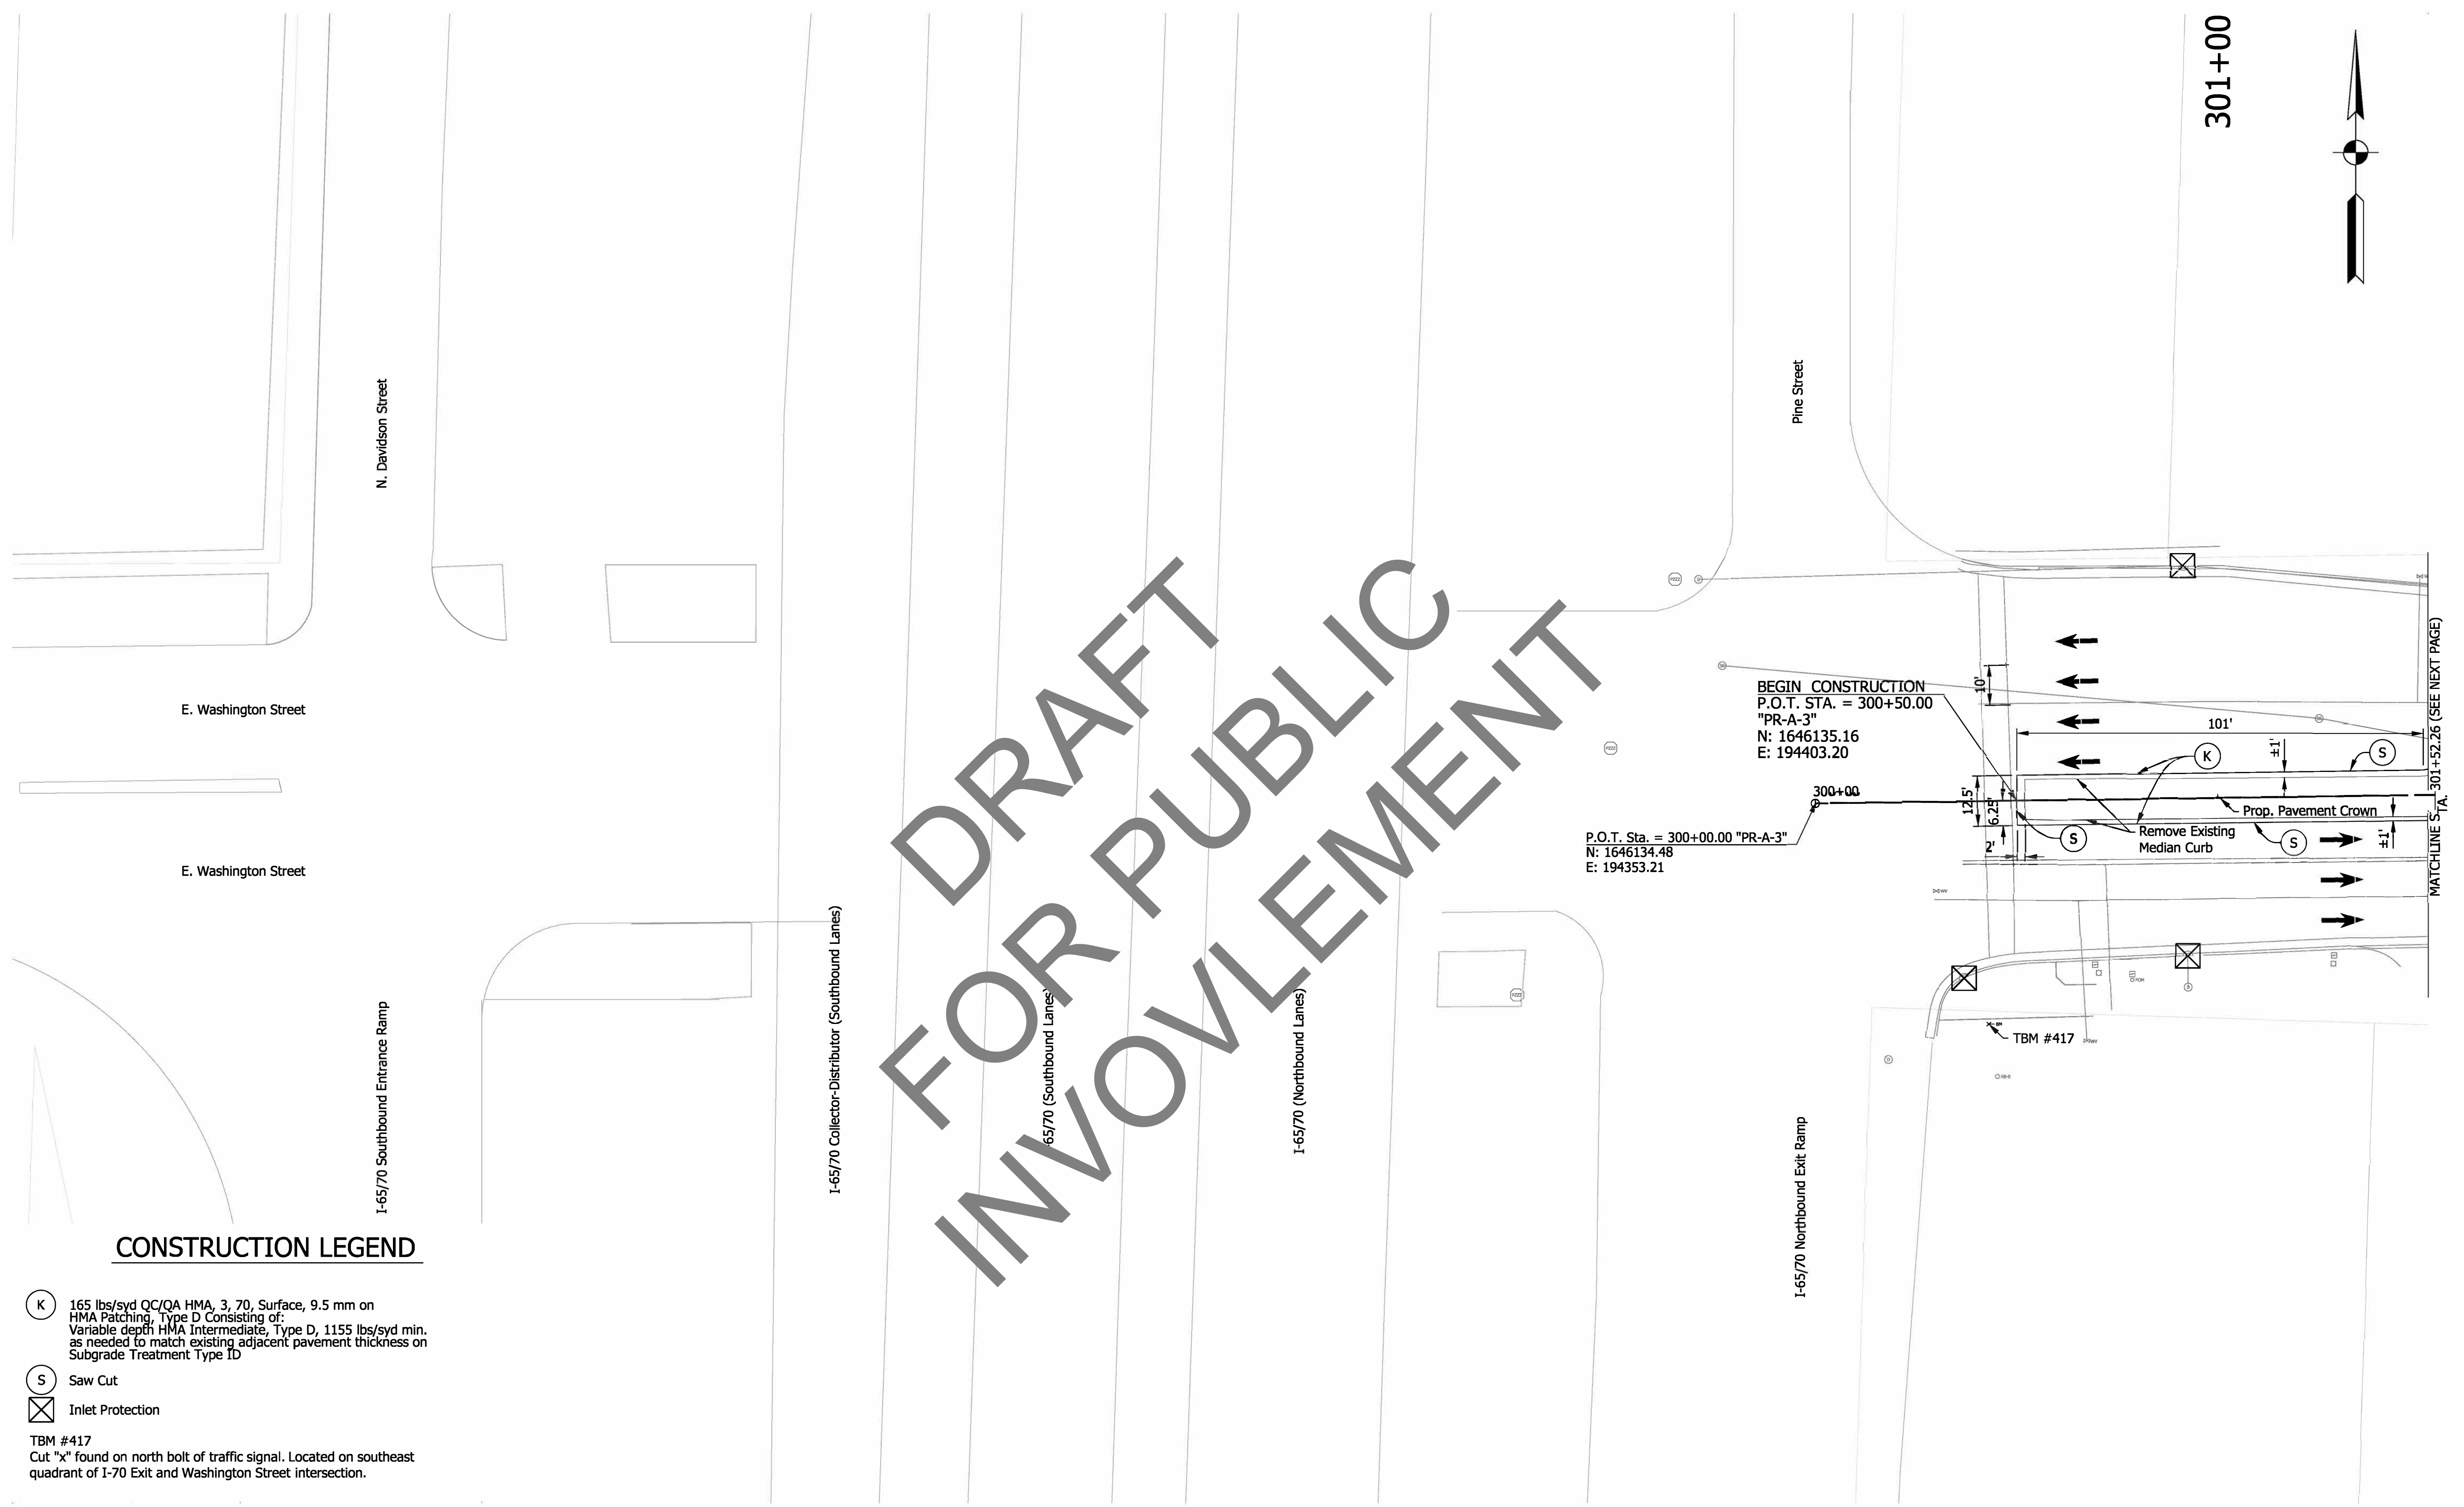 301+00
N. Davidson Street
Pine Street
E. Washington Street
E. Washington Street
DRAFT
FOR PUBLIC
INVOVLEMENT
BEGIN CONSTRUCTION
P.O.T. STA. = 300+50.00
"PR-A-3"
N: 1646135.16
E: 194403.20
300+00
P.O.T. Sta. = 300+00.00 "PR-A-3"
N: 1646134.48
E: 194353.21
10'
101'
±1'
K
S
12.5'
6.25'
2'
S
Prop. Pavement Crown
Remove Existing
Median Curb
S
±1'
MATCHLINE STA. 301+52.26 (SEE NEXT PAGE)
TBM #417
I-65/70 Southbound Entrance Ramp
I-65/70 Collector-Distributor (Southbound Lanes)
-65/70 (Southbound Lanes)
I-65/70 (Northbound Lanes)
I-65/70 Northbound Exit Ramp
CONSTRUCTION LEGEND
K
165 lbs/syd QC/QA HMA, 3, 70, Surface, 9.5 mm on
HMA Patching, Type D Consisting of:
Variable depth HMA Intermediate, Type D, 1155 lbs/syd min.
as needed to match existing adjacent pavement thickness on
Subgrade Treatment Type ID
S
Saw Cut
Inlet Protection
TBM #417
Cut "x" found on north bolt of traffic signal. Located on southeast
quadrant of I-70 Exit and Washington Street intersection.